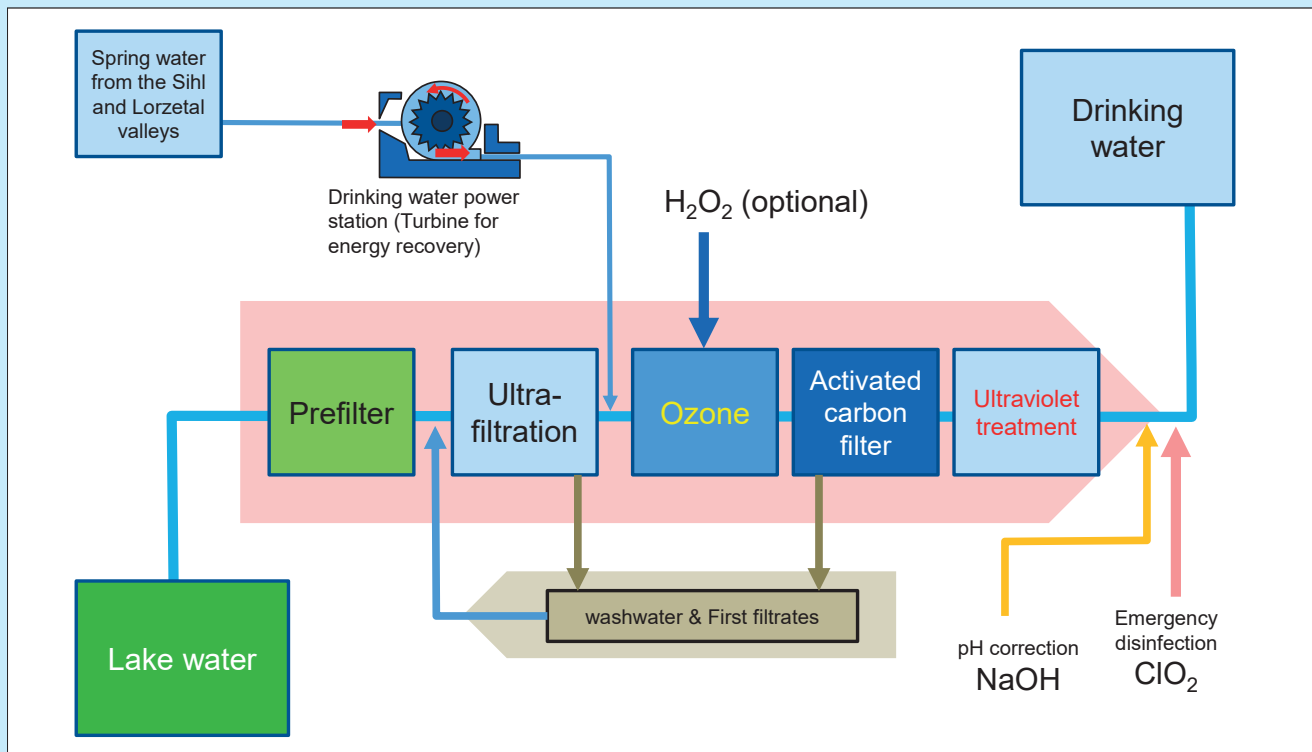 Spring water
from the Sihl
and Lorzetal
valleys
Drinking water power
station (Turbine for
energy recovery)
H₂O₂ (optional)
Drinking
water
Prefilter
Ultra-
filtration
Ozone
Activated
carbon
filter
Ultraviolet
treatment
washwater & First filtrates
Lake water
pH correction
NaOH
Emergency
disinfection
ClO₂